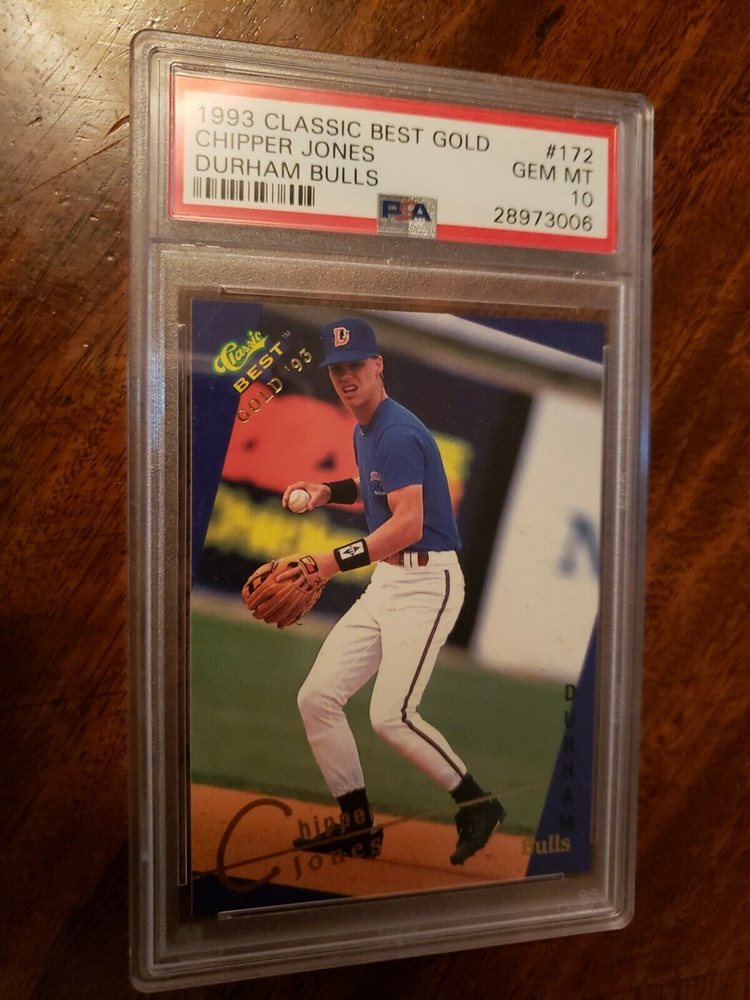 1993 CLASSIC BEST GOLD #172
CHIPPER JONES GEM MT
DURHAM BULLS 10
PSA 28973006
Classic
BEST™
GOLD '93
D
DURHAM
Bulls
Chipper
Jones